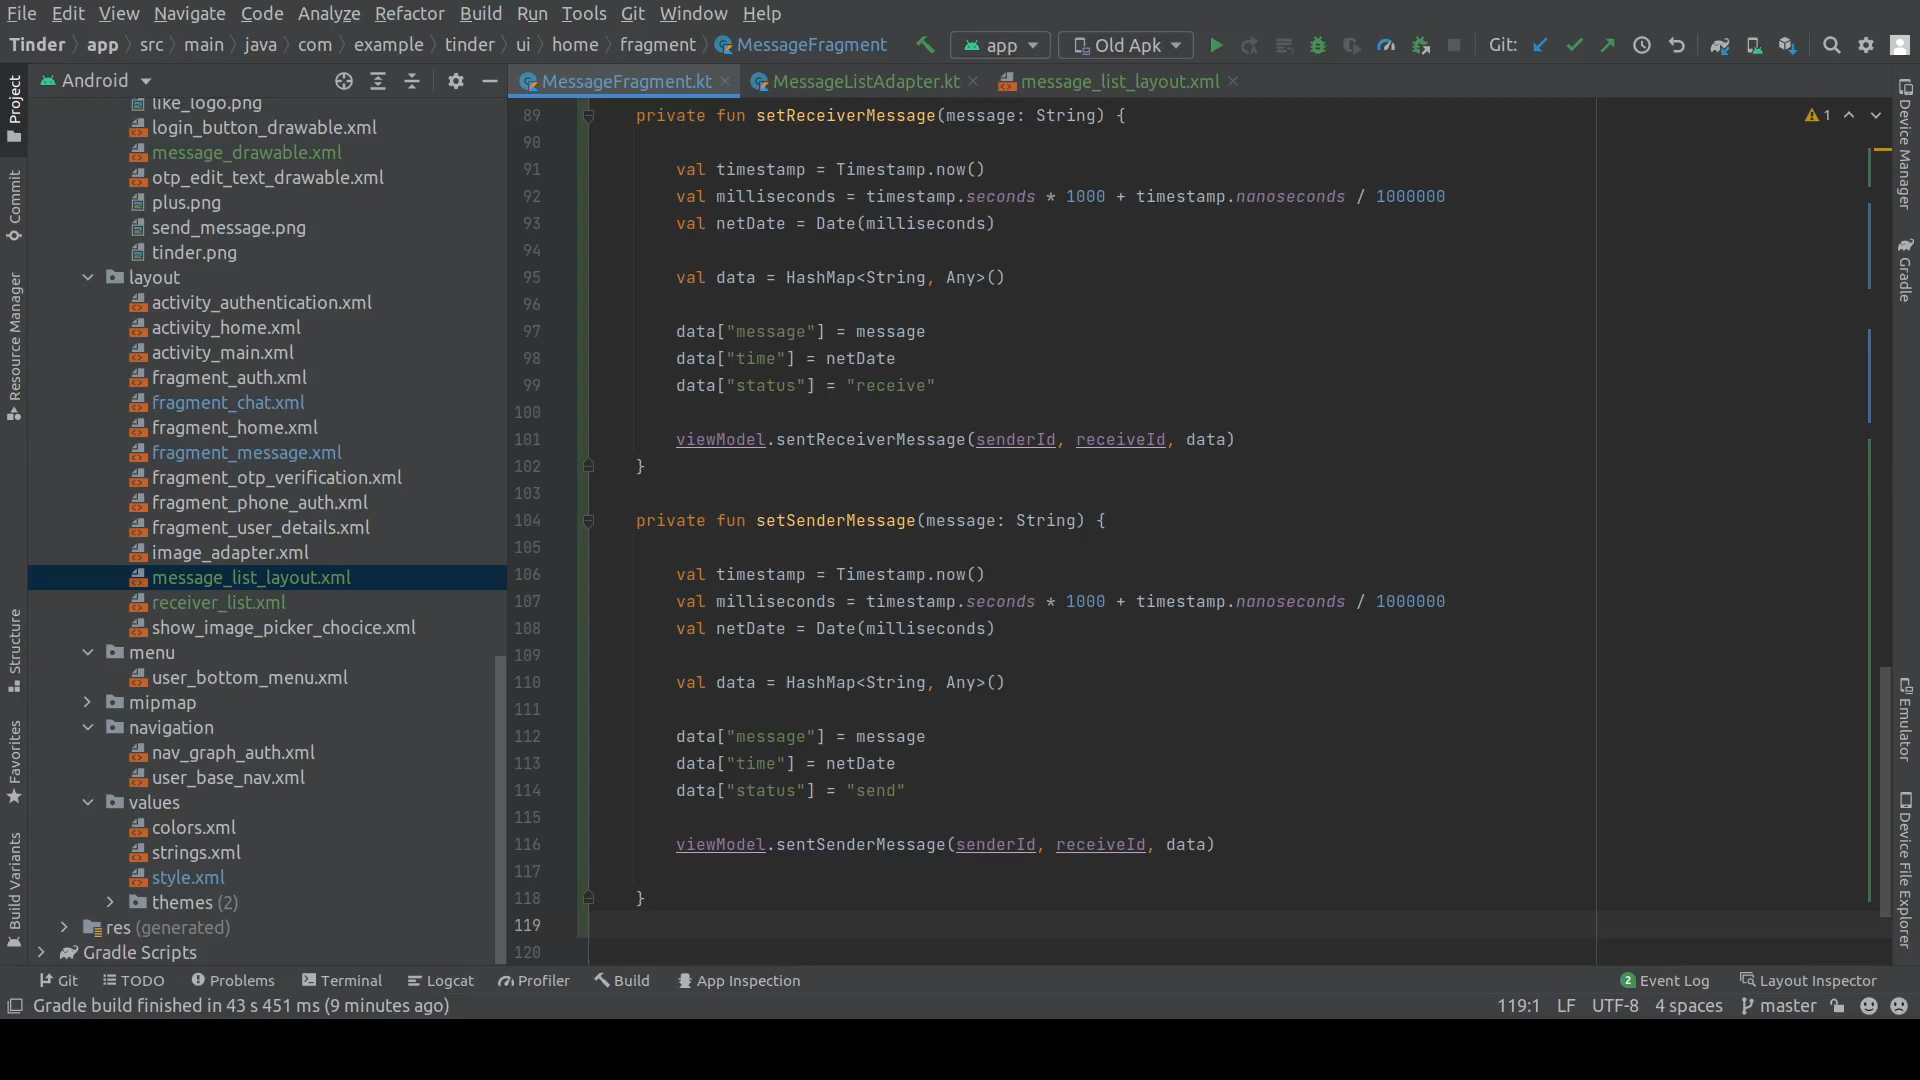 File Edit View Navigate Code Analyze Refactor Build Run Tools Git Window Help
Tinder app src main java com example tinder ui home fragment MessageFragment app Old Apk Git:
Android
MessageFragment.kt MessageListAdapter.kt message_list_layout.xml
Project
Commit
Resource Manager
Structure
Favorites
Build Variants
like_logo.png
login_button_drawable.xml
message_drawable.xml
otp_edit_text_drawable.xml
plus.png
send_message.png
tinder.png
layout
activity_authentication.xml
activity_home.xml
activity_main.xml
fragment_auth.xml
fragment_chat.xml
fragment_home.xml
fragment_message.xml
fragment_otp_verification.xml
fragment_phone_auth.xml
fragment_user_details.xml
image_adapter.xml
message_list_layout.xml
receiver_list.xml
show_image_picker_chocice.xml
menu
user_bottom_menu.xml
mipmap
navigation
nav_graph_auth.xml
user_base_nav.xml
values
colors.xml
strings.xml
style.xml
themes (2)
res (generated)
Gradle Scripts
89 private fun setReceiverMessage(message: String) {
90
91 val timestamp = Timestamp.now()
92 val milliseconds = timestamp.seconds * 1000 + timestamp.nanoseconds / 1000000
93 val netDate = Date(milliseconds)
94
95 val data = HashMap<String, Any>()
96
97 data["message"] = message
98 data["time"] = netDate
99 data["status"] = "receive"
100
101 viewModel.sentReceiverMessage(senderId, receiveId, data)
102 }
103
104 private fun setSenderMessage(message: String) {
105
106 val timestamp = Timestamp.now()
107 val milliseconds = timestamp.seconds * 1000 + timestamp.nanoseconds / 1000000
108 val netDate = Date(milliseconds)
109
110 val data = HashMap<String, Any>()
111
112 data["message"] = message
113 data["time"] = netDate
114 data["status"] = "send"
115
116 viewModel.sentSenderMessage(senderId, receiveId, data)
117
118 }
119
120
1
Device Manager
Gradle
Emulator
Device File Explorer
Git TODO Problems Terminal Logcat Profiler Build App Inspection 2 Event Log Layout Inspector
Gradle build finished in 43 s 451 ms (9 minutes ago) 119:1 LF UTF-8 4 spaces master